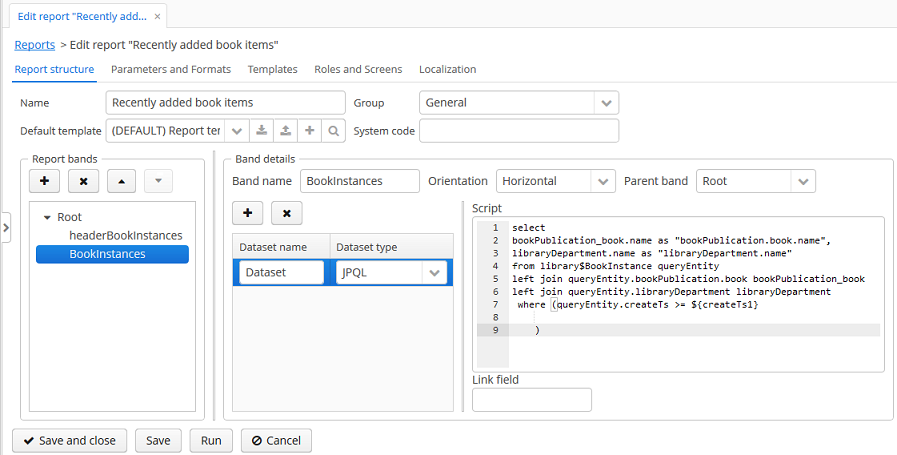 Edit report "Recently add... ×
Reports > Edit report "Recently added book items"
Report structure Parameters and Formats Templates Roles and Screens Localization
Name Recently added book items Group General
Default template (DEFAULT) Report ter System code
Report bands
Root
headerBookInstances
BookInstances
Band details
Band name BookInstances Orientation Horizontal Parent band Root
Dataset name Dataset type
Dataset JPQL
Script
1 select
2 bookPublication_book.name as "bookPublication.book.name",
3 libraryDepartment.name as "libraryDepartment.name"
4 from library$BookInstance queryEntity
5 left join queryEntity.bookPublication.book bookPublication_book
6 left join queryEntity.libraryDepartment libraryDepartment
7  where (queryEntity.createTs >= ${createTs1}
8
9     )
Link field
Save and close Save Run Cancel